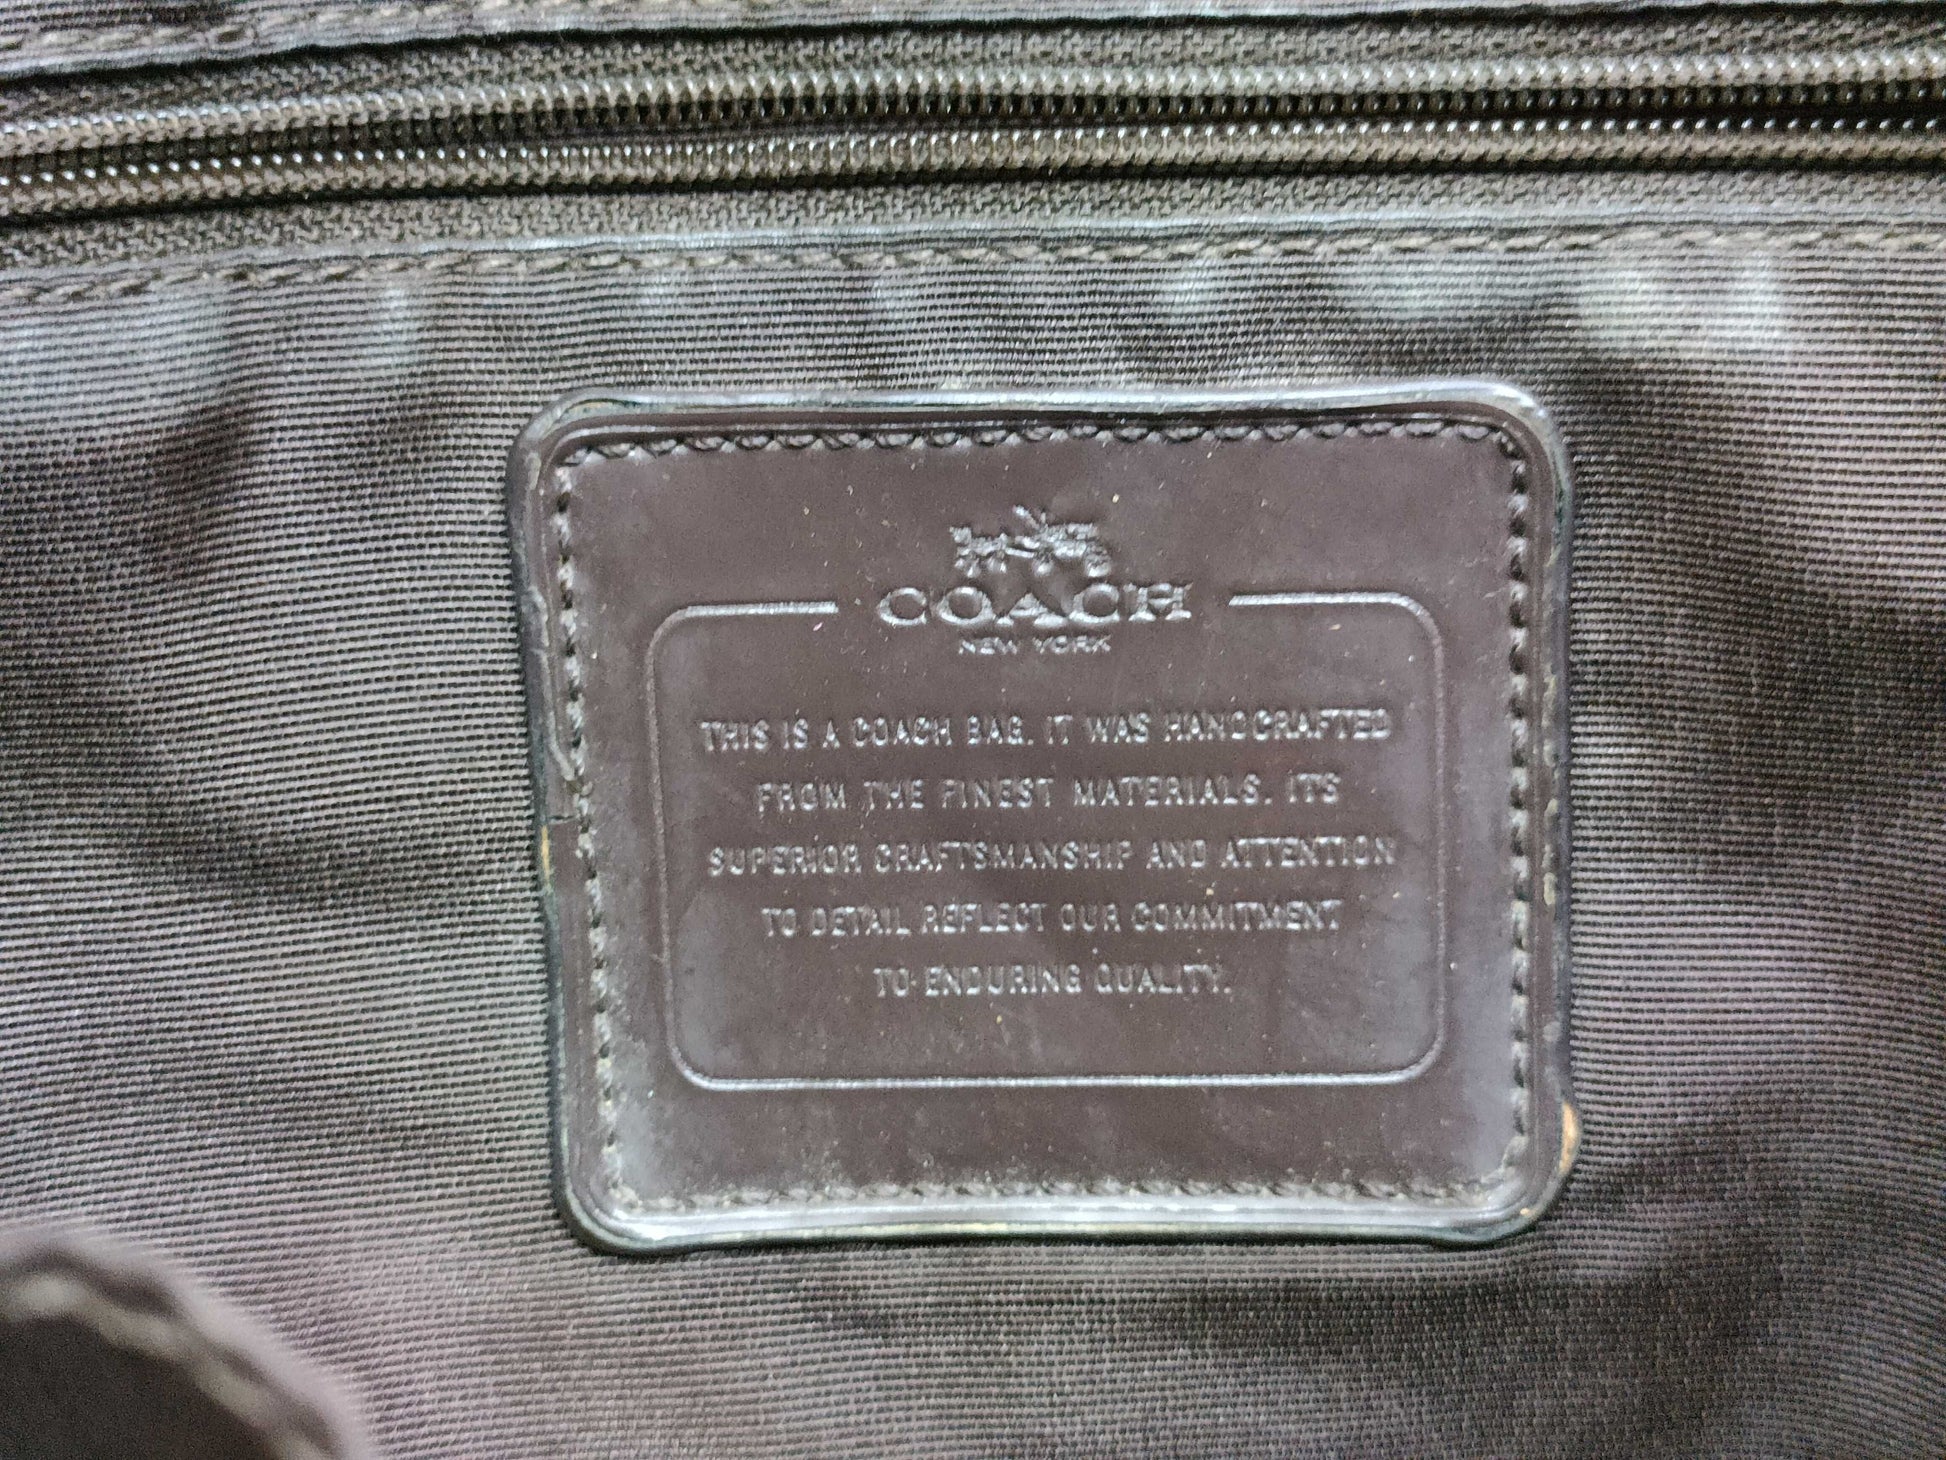 COACH
NEW YORK
THIS IS A COACH BAG. IT WAS HANDCRAFTED
FROM THE FINEST MATERIALS. ITS
SUPERIOR CRAFTSMANSHIP AND ATTENTION
TO DETAIL REFLECT OUR COMMITMENT
TO ENDURING QUALITY.